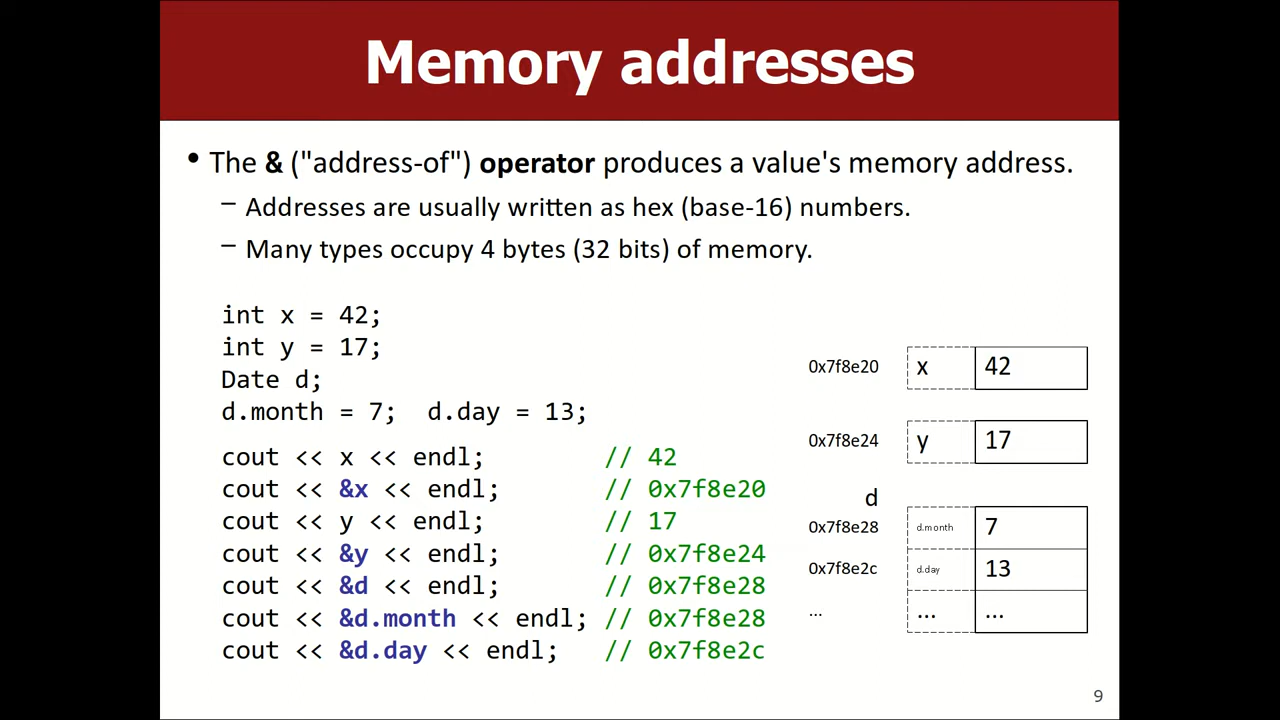 Memory addresses
• The & ("address-of") operator produces a value's memory address.
– Addresses are usually written as hex (base-16) numbers.
– Many types occupy 4 bytes (32 bits) of memory.
int x = 42;
int y = 17;
Date d;
d.month = 7;  d.day = 13;
cout << x << endl; // 42
cout << &x << endl; // 0x7f8e20
cout << y << endl; // 17
cout << &y << endl; // 0x7f8e24
cout << &d << endl; // 0x7f8e28
cout << &d.month << endl; // 0x7f8e28
cout << &d.day << endl; // 0x7f8e2c
0x7f8e20 x 42
0x7f8e24 y 17
d
0x7f8e28 d.month 7
0x7f8e2c d.day 13
... ... ...
9